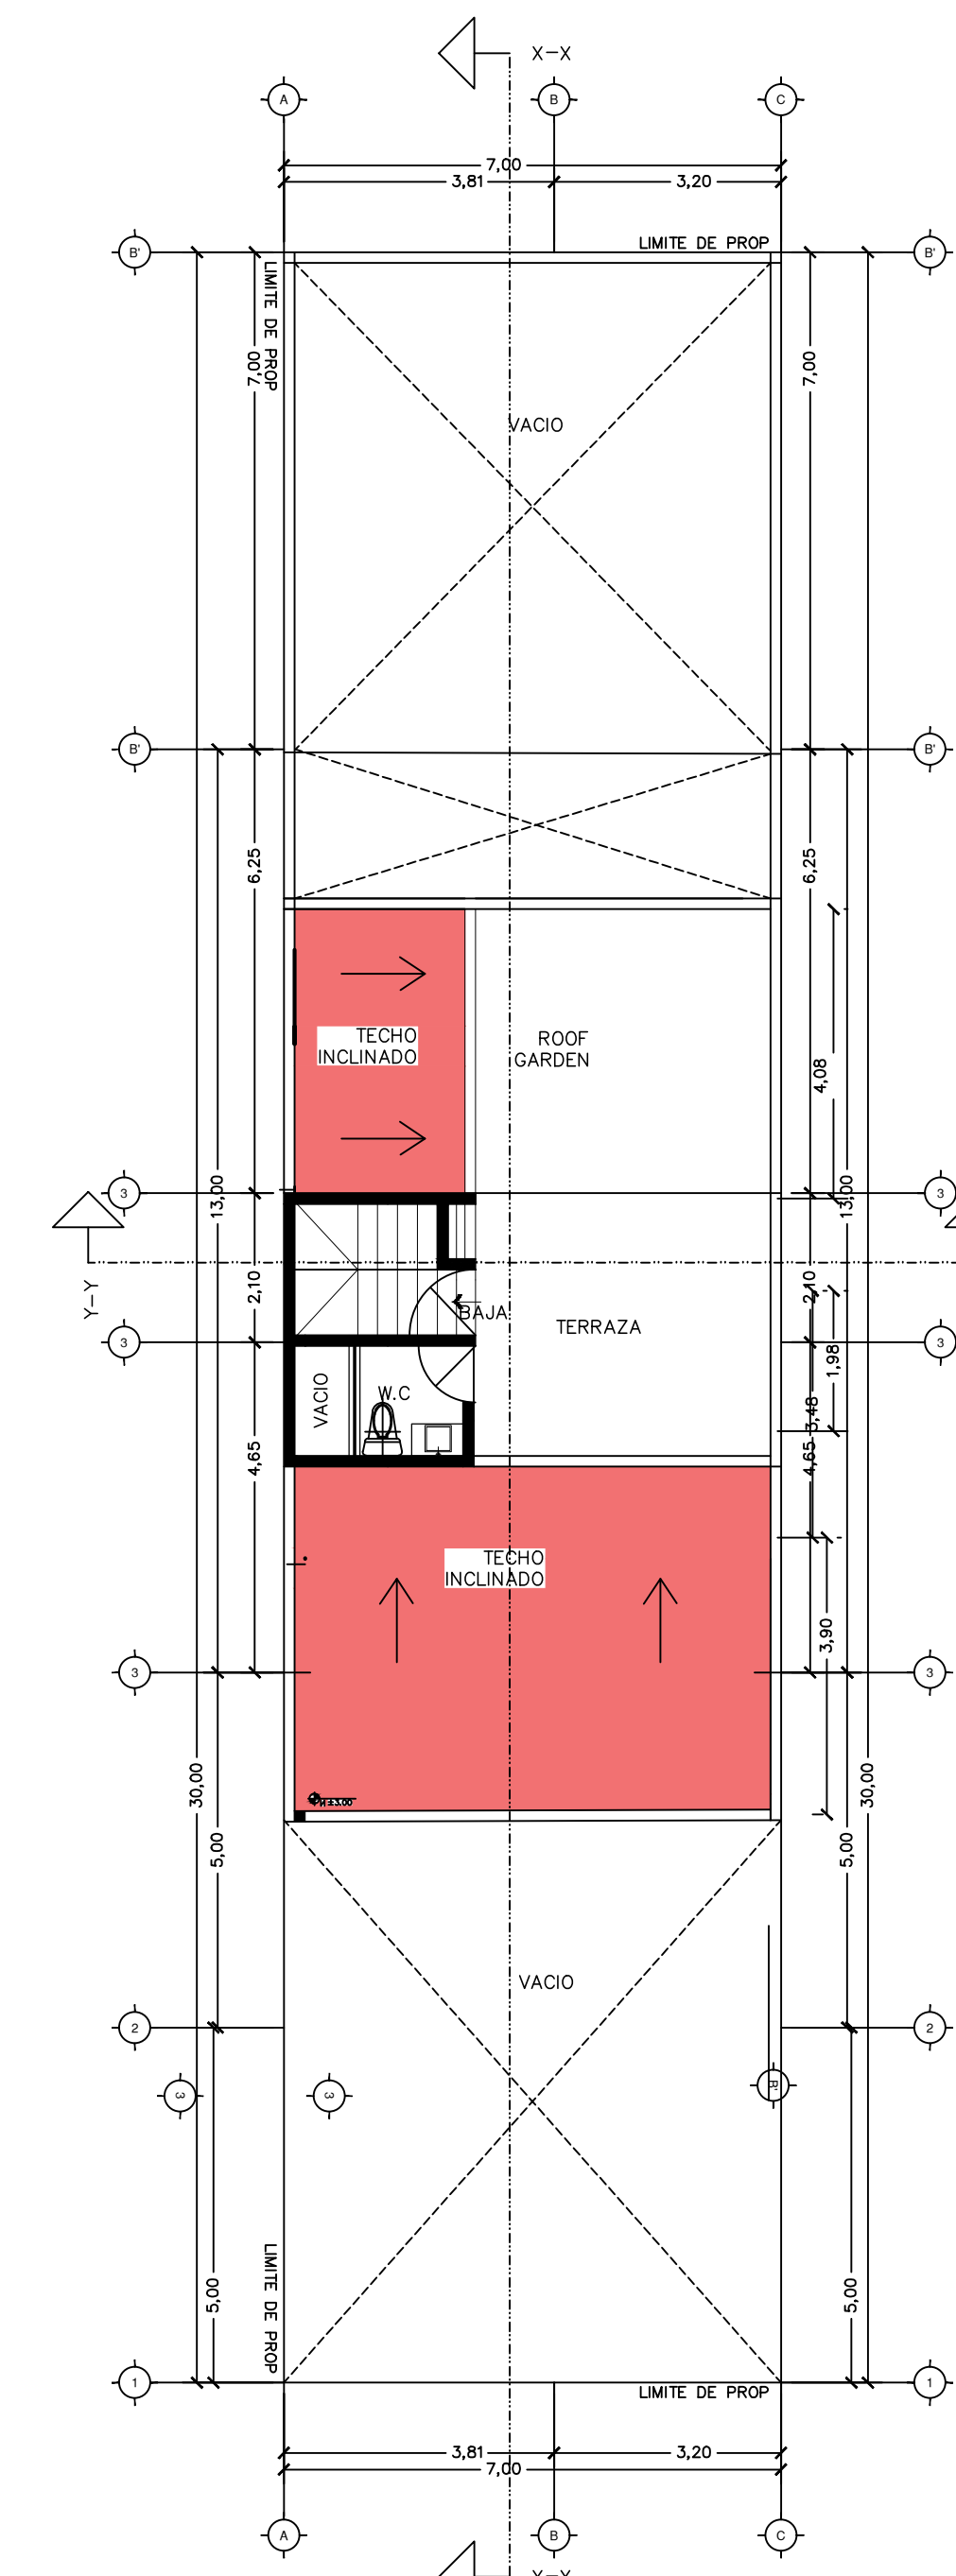 X-X
A
B
C
7,00
3,81
3,20
LIMITE DE PROP
B'
B'
LIMITE DE PROP
7,00
7,00
VACIO
B'
B'
6,25
6,25
TECHO
INCLINADO
ROOF
GARDEN
4,08
3
3
13,00
13,00
Y-Y
2,10
2,10
BAJA
TERRAZA
3
3
1,98
VACIO
W.C
3,48
4,65
4,65
TECHO
INCLINADO
3,90
3
3
30,00
30,00
5,00
5,00
VACIO
2
2
3
3
B'
LIMITE DE PROP
5,00
5,00
1
1
LIMITE DE PROP
3,81
3,20
7,00
A
B
C
X-X